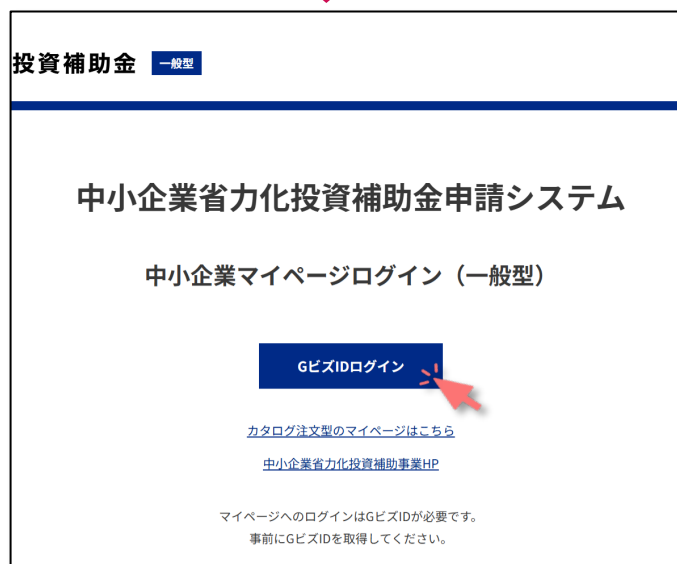 投資補助金 一般型
中小企業省力化投資補助金申請システム
中小企業マイページログイン（一般型）
GビズIDログイン
カタログ注文型のマイページはこちら
中小企業省力化投資補助事業HP
マイページへのログインはGビズIDが必要です。
事前にGビズIDを取得してください。